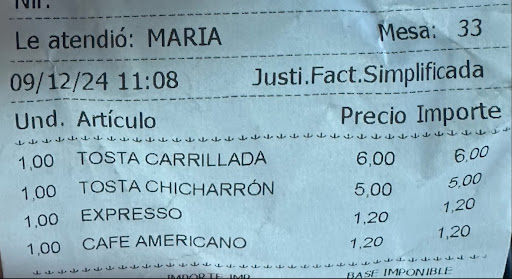 Le atendió: MARIA Mesa: 33
09/12/24 11:08 Justi.Fact.Simplificada
Und. Artículo Precio Importe
1,00 TOSTA CARRILLADA 6,00 6,00
1,00 TOSTA CHICHARRÓN 5,00 5,00
1,00 EXPRESSO 1,20 1,20
1,00 CAFE AMERICANO 1,20 1,20
BASE IMPONIBLE